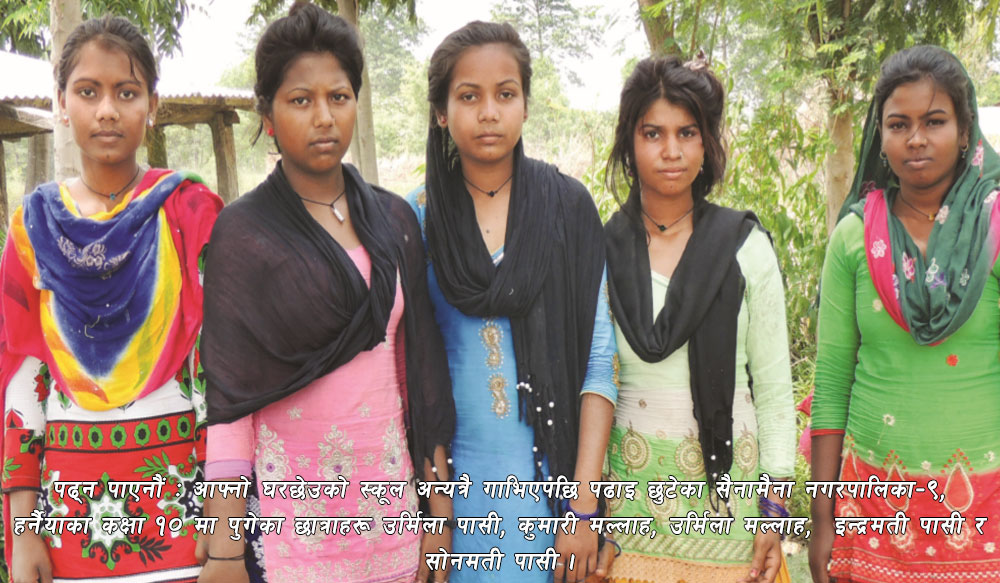 पढ्न पाएनौं : आफ्नो घरछेउको स्कूल अन्यत्रै गाभिएपछि पढाइ छुटेका सैनामैना नगरपालिका-९,
हर्नैयाका कक्षा १० मा पुगेका छात्राहरू उर्मिला पासी, कुमारी मल्लाह, उर्मिला मल्लाह, इन्द्रमती पासी र
सोनमती पासी ।